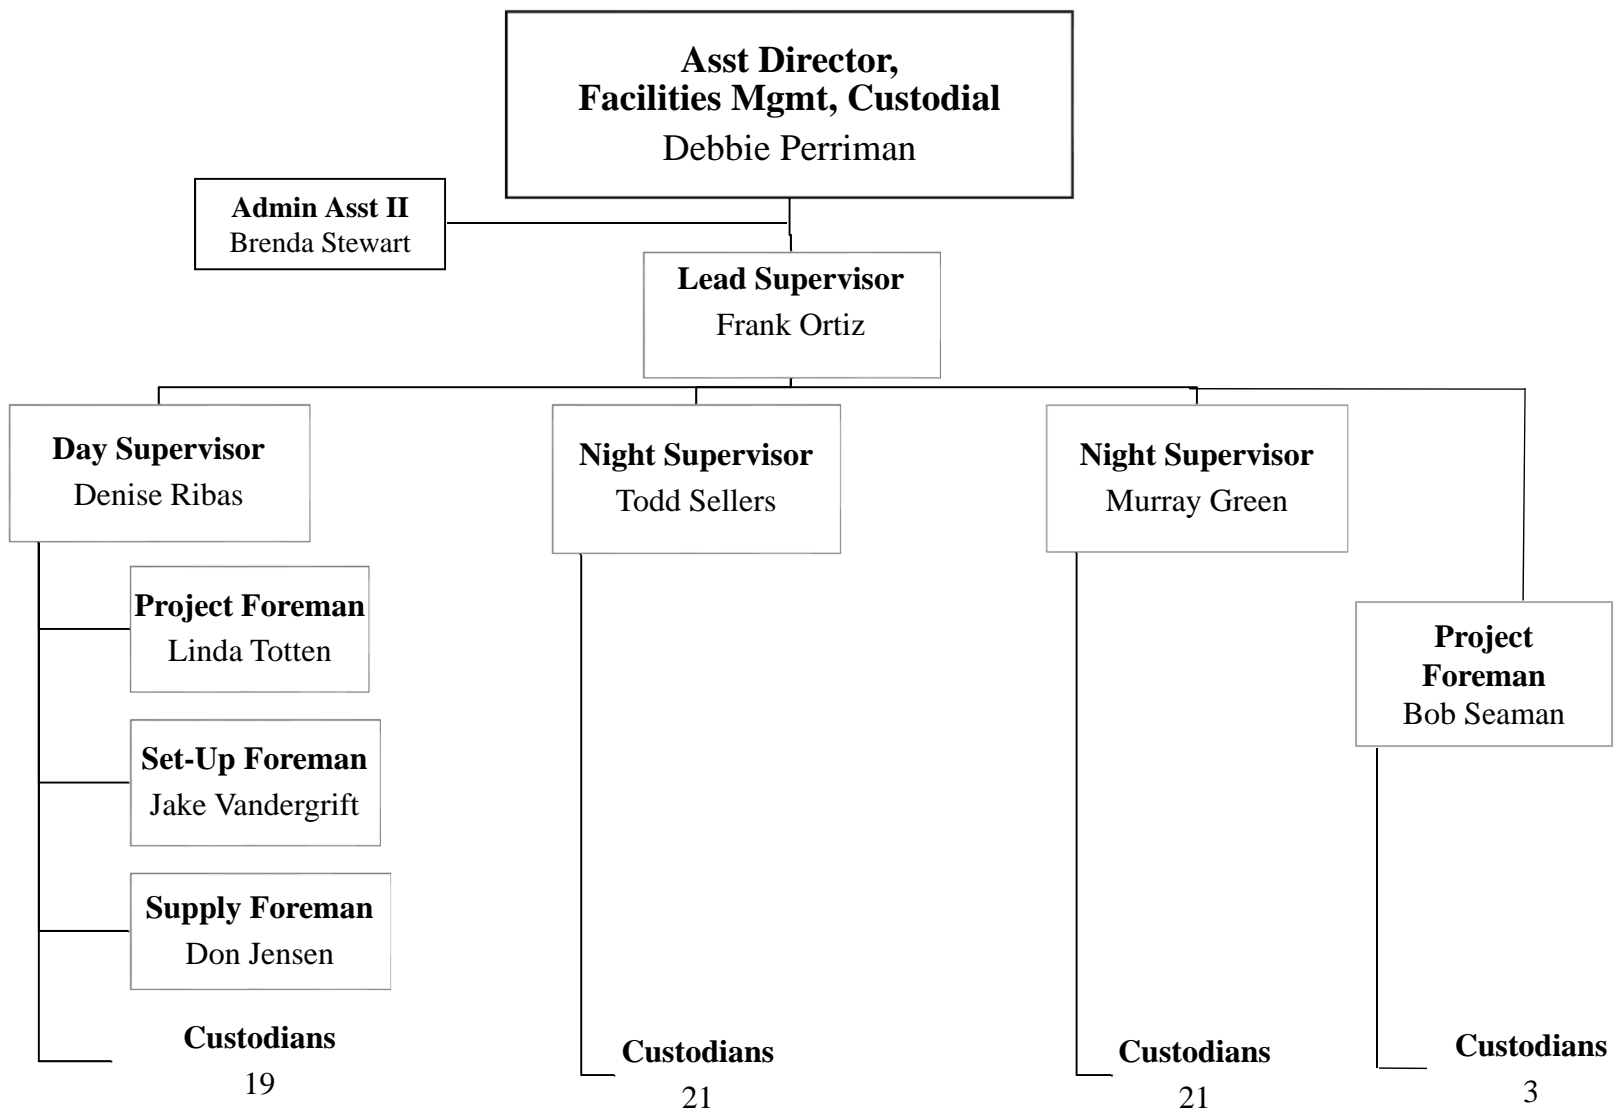 Asst Director,
Facilities Mgmt, Custodial
Debbie Perriman
Admin Asst II
Brenda Stewart
Lead Supervisor
Frank Ortiz
Day Supervisor
Denise Ribas
Night Supervisor
Todd Sellers
Night Supervisor
Murray Green
Project Foreman
Linda Totten
Project
Foreman
Bob Seaman
Set-Up Foreman
Jake Vandergrift
Supply Foreman
Don Jensen
Custodians
19
Custodians
21
Custodians
21
Custodians
3